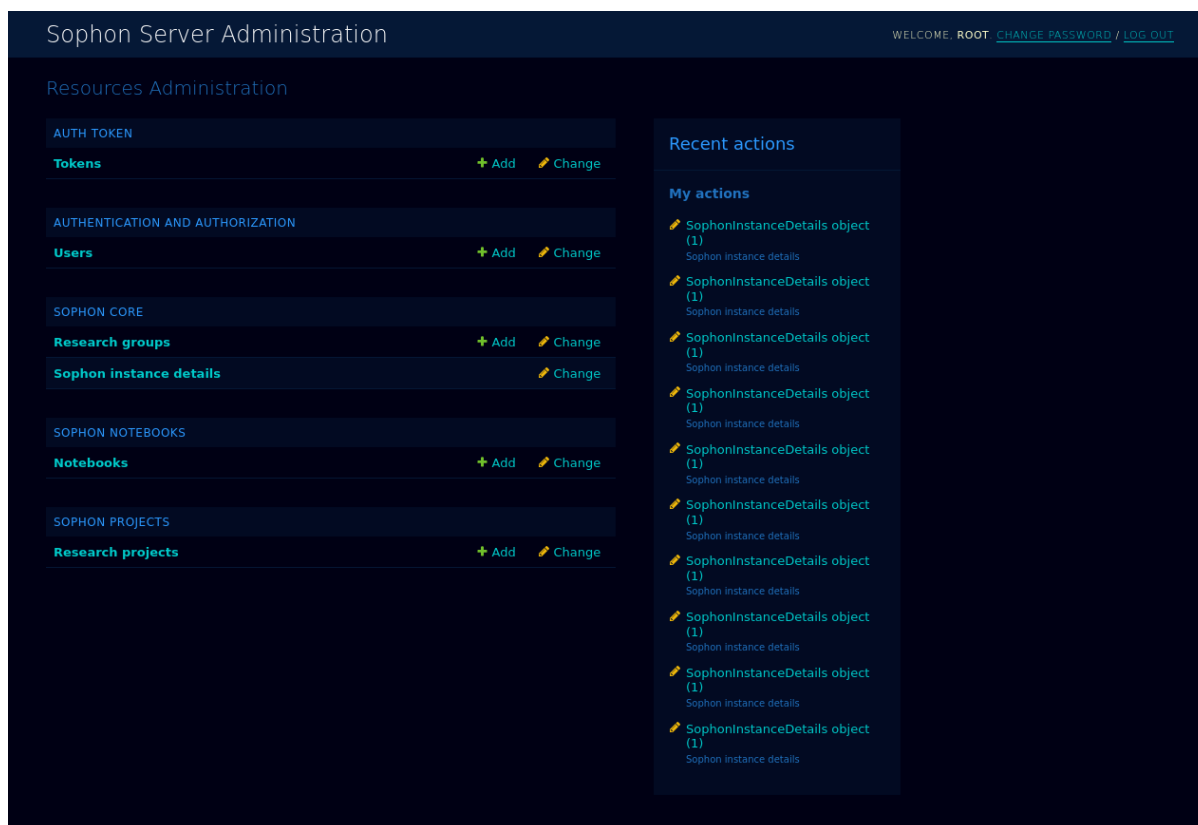 Sophon Server Administration
WELCOME, ROOT. CHANGE PASSWORD / LOG OUT
Resources Administration
AUTH TOKEN
Tokens Add Change
AUTHENTICATION AND AUTHORIZATION
Users Add Change
SOPHON CORE
Research groups Add Change
Sophon instance details Change
SOPHON NOTEBOOKS
Notebooks Add Change
SOPHON PROJECTS
Research projects Add Change
Recent actions
My actions
SophonInstanceDetails object
(1)
Sophon instance details
SophonInstanceDetails object
(1)
Sophon instance details
SophonInstanceDetails object
(1)
Sophon instance details
SophonInstanceDetails object
(1)
Sophon instance details
SophonInstanceDetails object
(1)
Sophon instance details
SophonInstanceDetails object
(1)
Sophon instance details
SophonInstanceDetails object
(1)
Sophon instance details
SophonInstanceDetails object
(1)
Sophon instance details
SophonInstanceDetails object
(1)
Sophon instance details
SophonInstanceDetails object
(1)
Sophon instance details